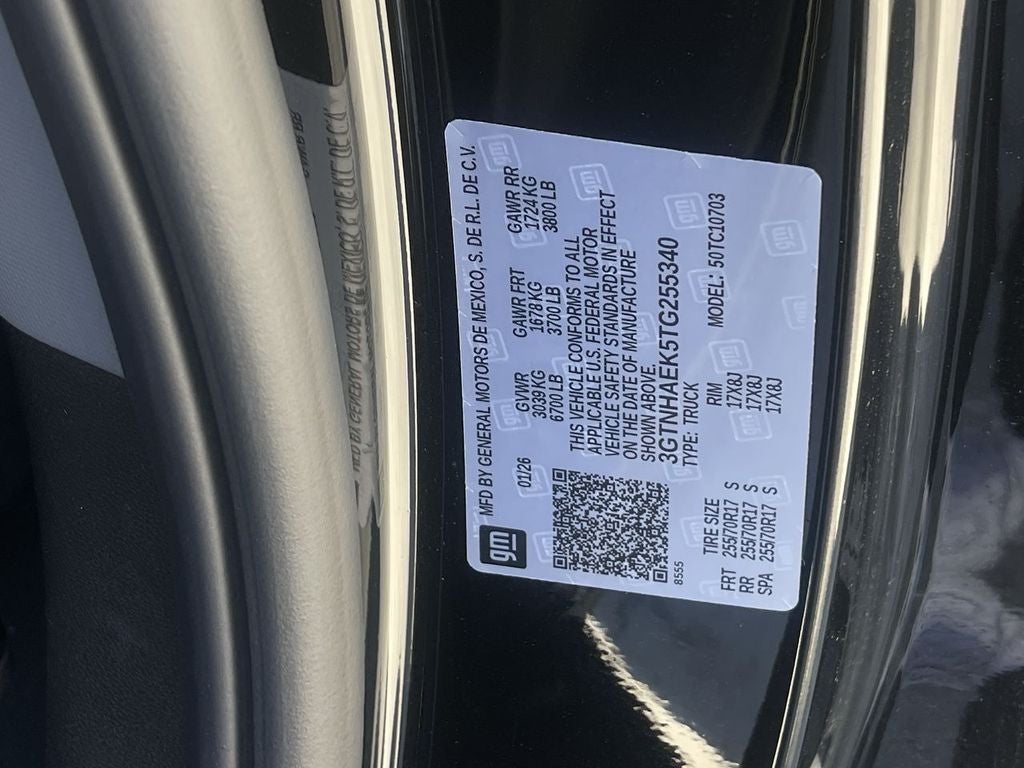 gm MFD BY GENERAL MOTORS DE MEXICO, S. DE R.L. DE C.V.
01/26 GVWR GAWR FRT GAWR RR
3039 KG 1678 KG 1724 KG
6700 LB 3700 LB 3800 LB
THIS VEHICLE CONFORMS TO ALL
APPLICABLE U.S. FEDERAL MOTOR
VEHICLE SAFETY STANDARDS IN EFFECT
ON THE DATE OF MANUFACTURE
SHOWN ABOVE.
3GTNHAEK5TG255340
8555 TYPE: TRUCK
TIRE SIZE RIM MODEL: 50TC10703
FRT 255/70R17 S 17X8J
RR 255/70R17 S 17X8J
SPA 255/70R17 S 17X8J